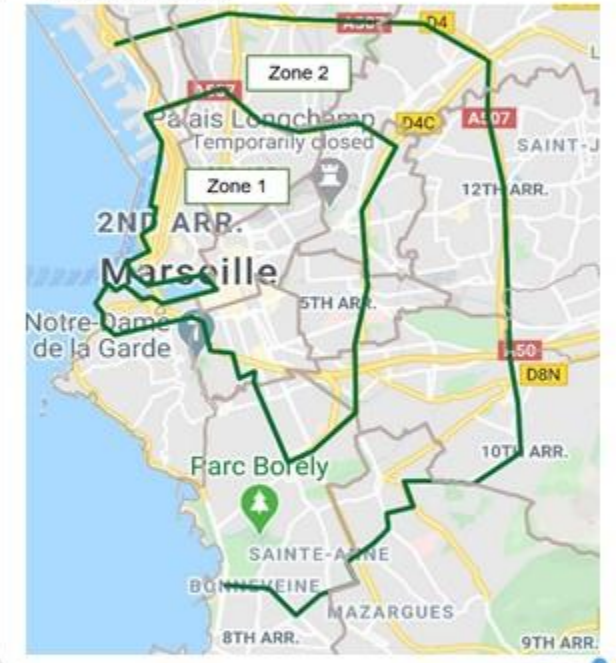 A507
D4
Zone 2
A557
Palais Longchamp
Temporarily closed
D4C
A507
SAINT-J
Zone 1
12TH ARR.
2ND ARR.
Marseille
5TH ARR.
Notre-Dame
de la Garde
A50
D8N
10TH ARR.
Parc Borely
SAINTE-ANNE
BONNEVEINE
MAZARGUES
8TH ARR.
9TH ARR.